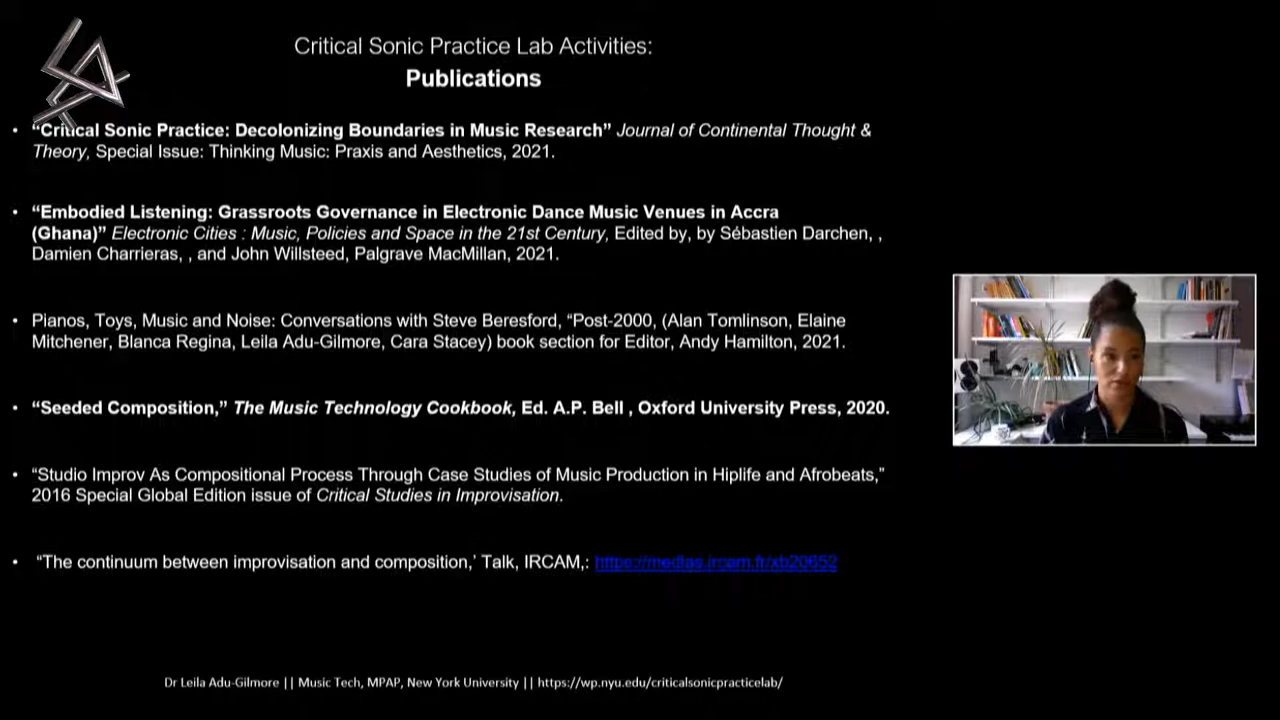 Critical Sonic Practice Lab Activities:
Publications
• “Critical Sonic Practice: Decolonizing Boundaries in Music Research” Journal of Continental Thought &
Theory, Special Issue: Thinking Music: Praxis and Aesthetics, 2021.
• “Embodied Listening: Grassroots Governance in Electronic Dance Music Venues in Accra
(Ghana)” Electronic Cities : Music, Policies and Space in the 21st Century, Edited by, by Sébastien Darchen, ,
Damien Charrieras, , and John Willsteed, Palgrave MacMillan, 2021.
• Pianos, Toys, Music and Noise: Conversations with Steve Beresford, “Post-2000, (Alan Tomlinson, Elaine
Mitchener, Blanca Regina, Leila Adu-Gilmore, Cara Stacey) book section for Editor, Andy Hamilton, 2021.
• “Seeded Composition,” The Music Technology Cookbook, Ed. A.P. Bell , Oxford University Press, 2020.
• “Studio Improv As Compositional Process Through Case Studies of Music Production in Hiplife and Afrobeats,”
2016 Special Global Edition issue of Critical Studies in Improvisation.
• “The continuum between improvisation and composition,’ Talk, IRCAM,: https://medias.ircam.fr/xb20652
Dr Leila Adu-Gilmore || Music Tech, MPAP, New York University || https://wp.nyu.edu/criticalsonicpracticelab/